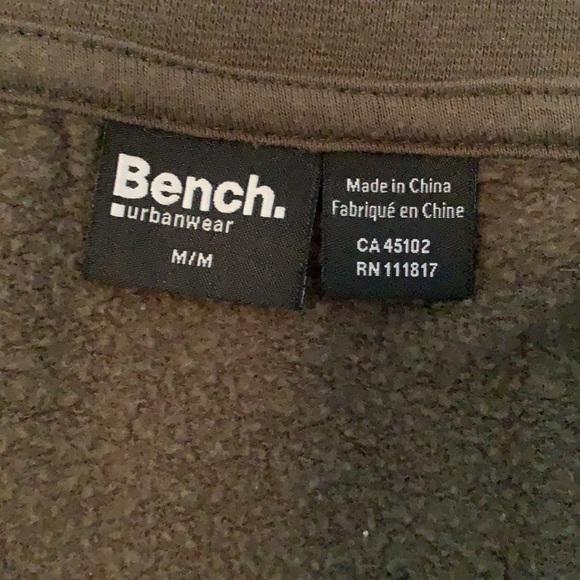 Bench.
urbanwear
M/M
Made in China
Fabriqué en Chine
CA 45102
RN 111817